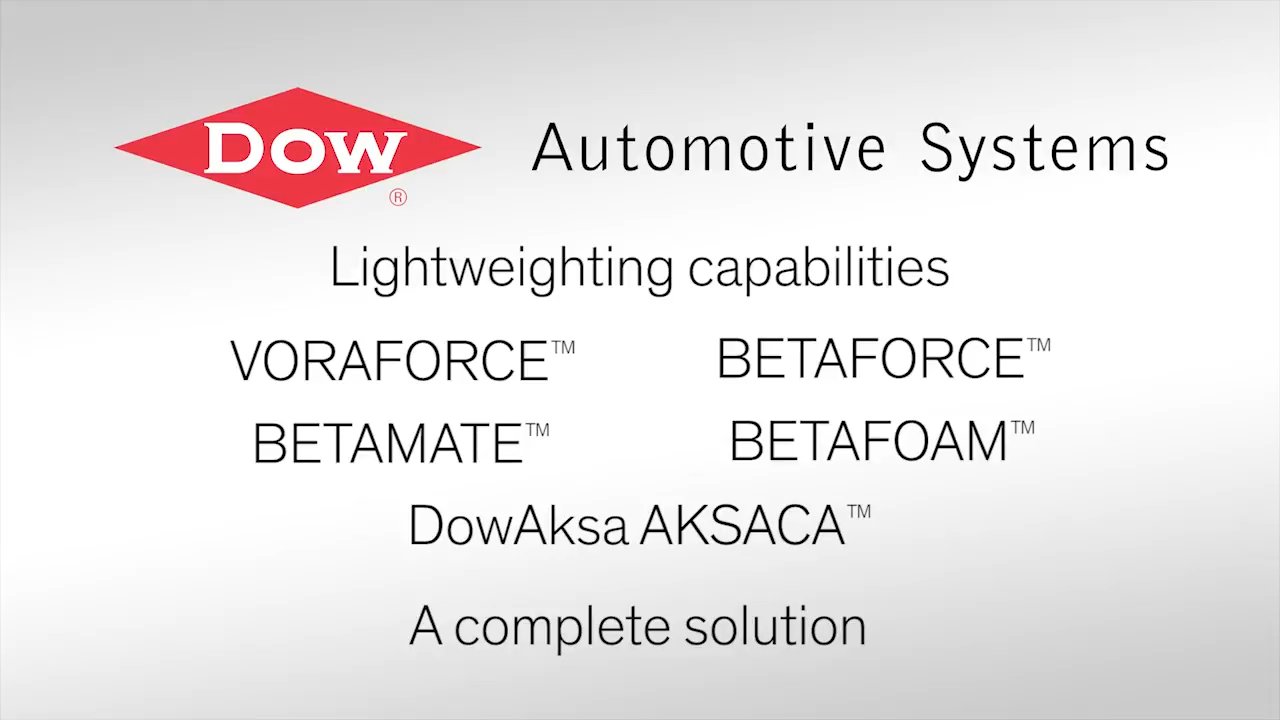 DOW® Automotive Systems
Lightweighting capabilities
VORAFORCE™ BETAFORCE™
BETAMATE™ BETAFOAM™
DowAksa AKSACA™
A complete solution